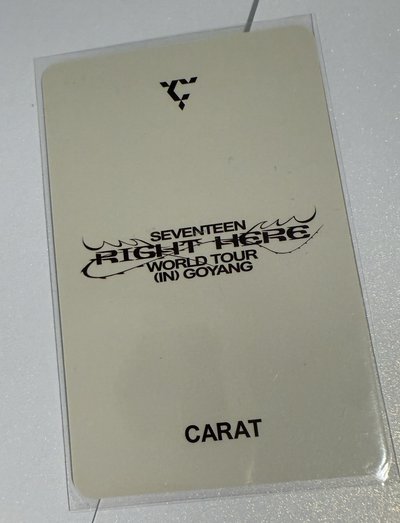 SEVENTEEN
RIGHT HERE
WORLD TOUR
(IN) GOYANG
CARAT